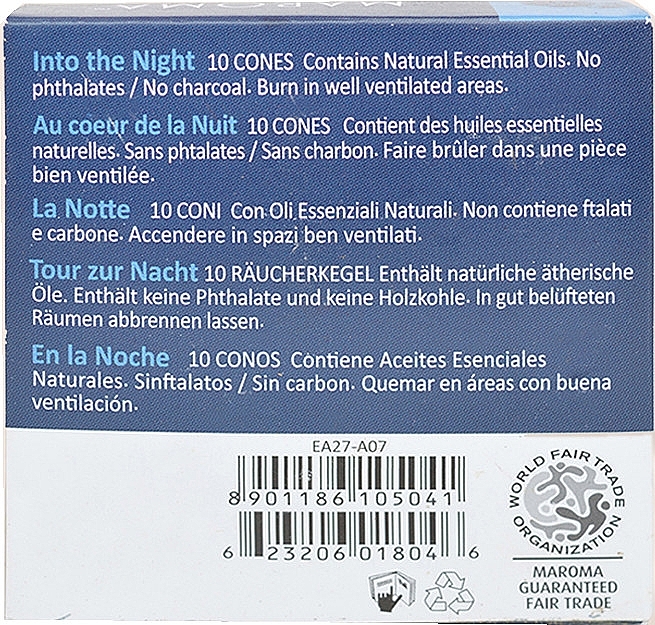 MAROMA
Into the Night 10 CONES Contains Natural Essential Oils. No
phthalates / No charcoal. Burn in well ventilated areas.
Au coeur de la Nuit 10 CONES Contient des huiles essentielles
naturelles. Sans phtalates / Sans charbon. Faire brûler dans une pièce
bien ventilée.
La Notte 10 CONI Con Oli Essenziali Naturali. Non contiene ftalati
e carbone. Accendere in spazi ben ventilati.
Tour zur Nacht 10 RÄUCHERKEGEL Enthält natürliche ätherische
Öle. Enthält keine Phthalate und keine Holzkohle. In gut belüfteten
Räumen abbrennen lassen.
En la Noche 10 CONOS Contiene Aceites Esenciales
Naturales. Sinftalatos / Sin carbon. Quemar en áreas con buena
ventilación.
EA27-A07
8 901186 105041
6 23206 01804 6
WORLD FAIR TRADE ORGANIZATION
MAROMA
GUARANTEED
FAIR TRADE